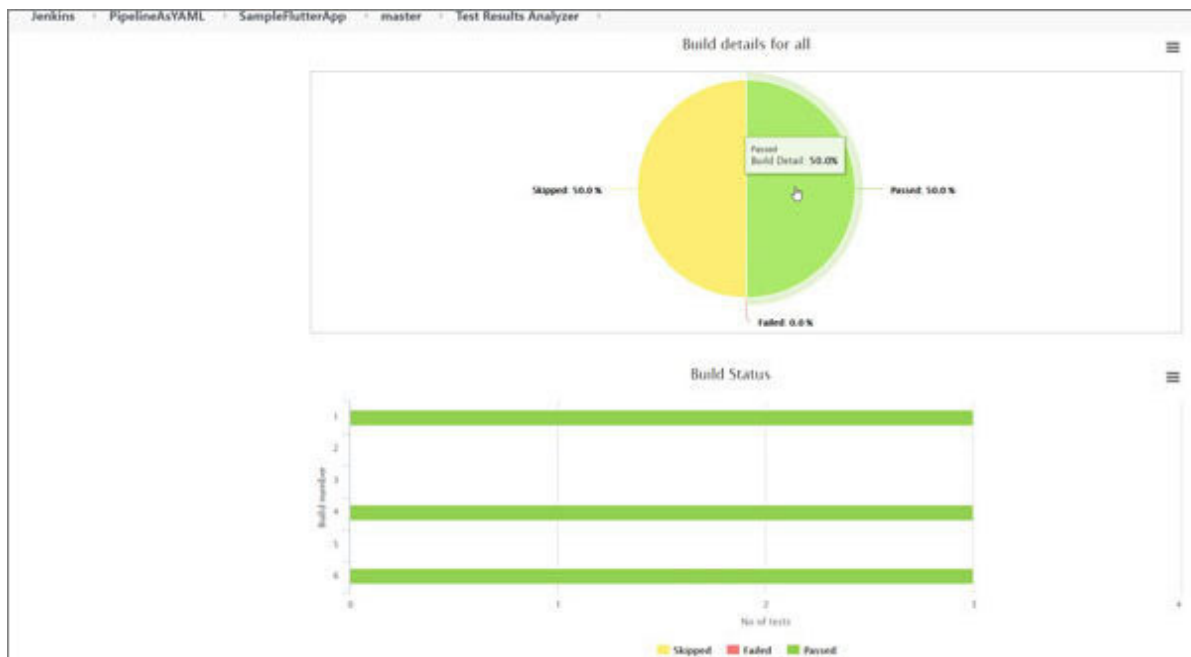 Jenkins PipelineAsYAML SampleFlutterApp master Test Results Analyzer
Build details for all
Passed
Build Detail: 50.0%
Skipped: 50.0 %
Passed: 50.0 %
Failed: 0.0 %
Build Status
Build number
1
2
3
4
5
6
0 1 2 3 4
No of tests
Skipped Failed Passed